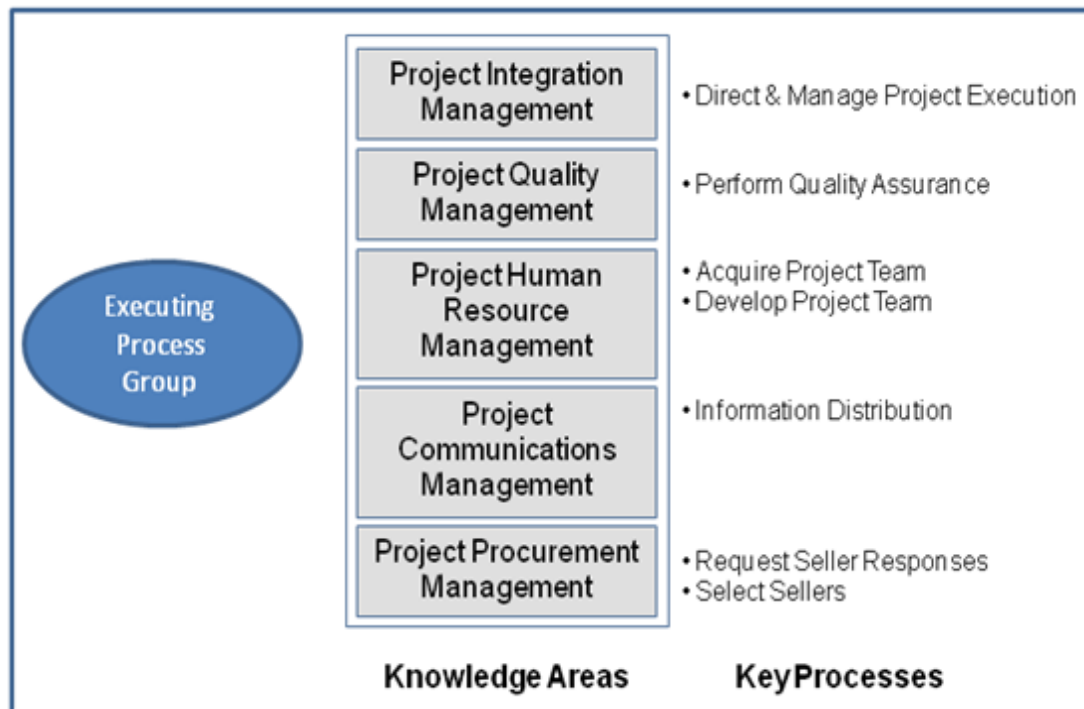 Executing
Process
Group
Project Integration
Management
• Direct & Manage Project Execution
Project Quality
Management
• Perform Quality Assurance
Project Human
Resource
Management
• Acquire Project Team
• Develop Project Team
Project
Communications
Management
• Information Distribution
Project Procurement
Management
• Request Seller Responses
• Select Sellers
Knowledge Areas
Key Processes